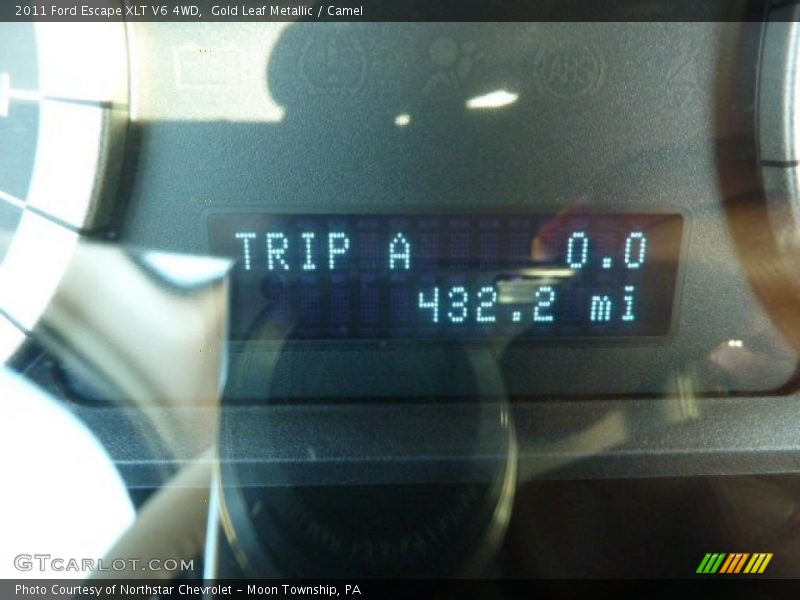 2011 Ford Escape XLT V6 4WD, Gold Leaf Metallic / Camel
ABS
TRIP A 0.0
432.2 mi
GTCARLOT.COM
Photo Courtesy of Northstar Chevrolet - Moon Township, PA